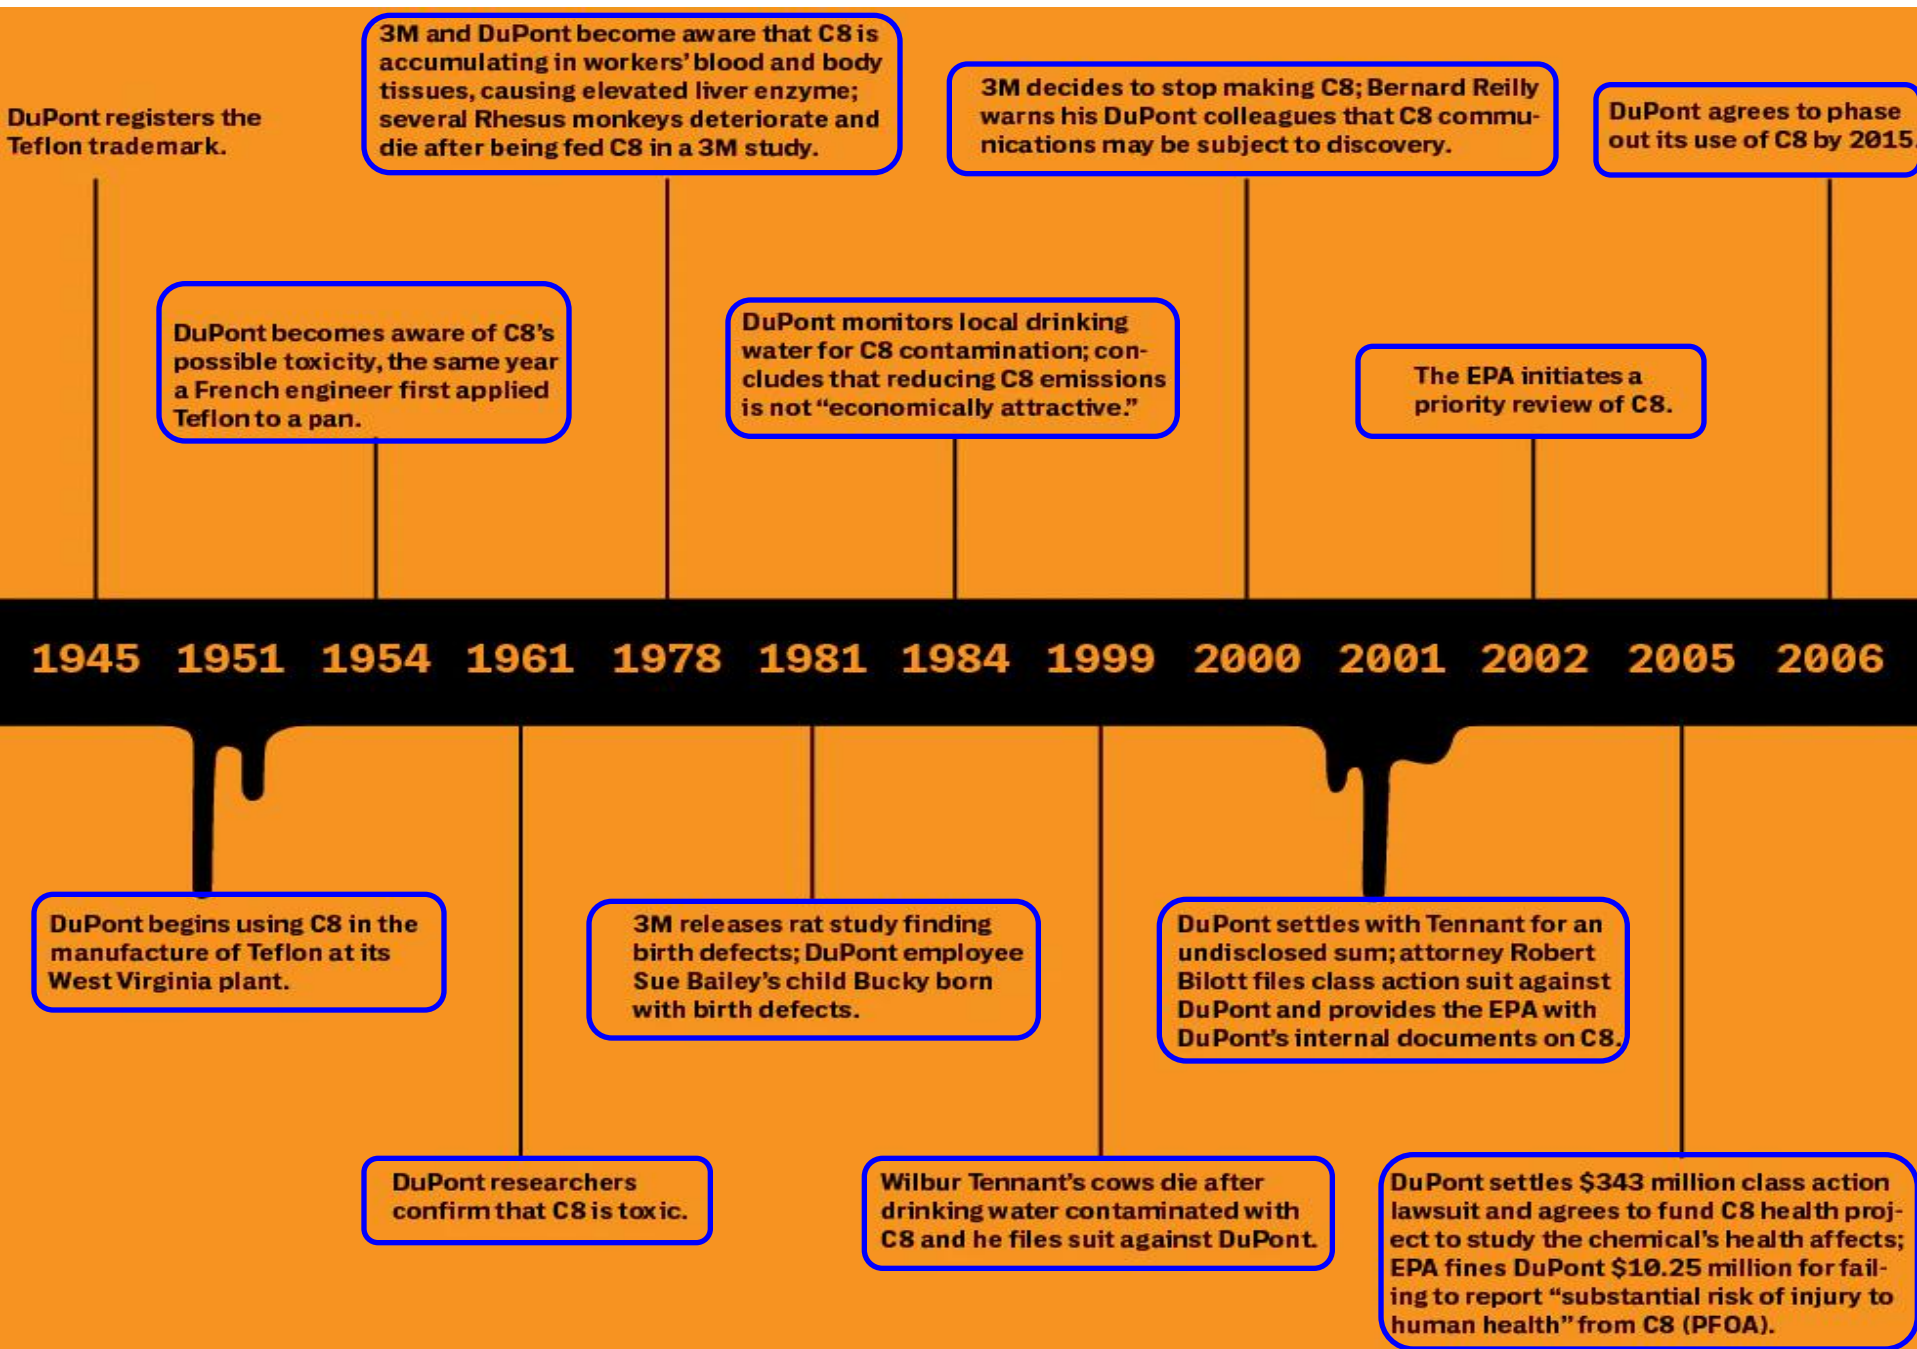 DuPont registers the
Teflon trademark.
3M and DuPont become aware that C8 is
accumulating in workers' blood and body
tissues, causing elevated liver enzyme;
several Rhesus monkeys deteriorate and
die after being fed C8 in a 3M study.
3M decides to stop making C8; Bernard Reilly
warns his DuPont colleagues that C8 commu-
nications may be subject to discovery.
DuPont agrees to phase
out its use of C8 by 2015.
DuPont becomes aware of C8's
possible toxicity, the same year
a French engineer first applied
Teflon to a pan.
DuPont monitors local drinking
water for C8 contamination; con-
cludes that reducing C8 emissions
is not “economically attractive.”
The EPA initiates a
priority review of C8.
1945 1951 1954 1961 1978 1981 1984 1999 2000 2001 2002 2005 2006
DuPont begins using C8 in the
manufacture of Teflon at its
West Virginia plant.
3M releases rat study finding
birth defects; DuPont employee
Sue Bailey's child Bucky born
with birth defects.
DuPont settles with Tennant for an
undisclosed sum; attorney Robert
Bilott files class action suit against
DuPont and provides the EPA with
DuPont's internal documents on C8.
DuPont researchers
confirm that C8 is toxic.
Wilbur Tennant's cows die after
drinking water contaminated with
C8 and he files suit against DuPont.
DuPont settles $343 million class action
lawsuit and agrees to fund C8 health proj-
ect to study the chemical's health affects;
EPA fines DuPont $10.25 million for fail-
ing to report “substantial risk of injury to
human health” from C8 (PFOA).